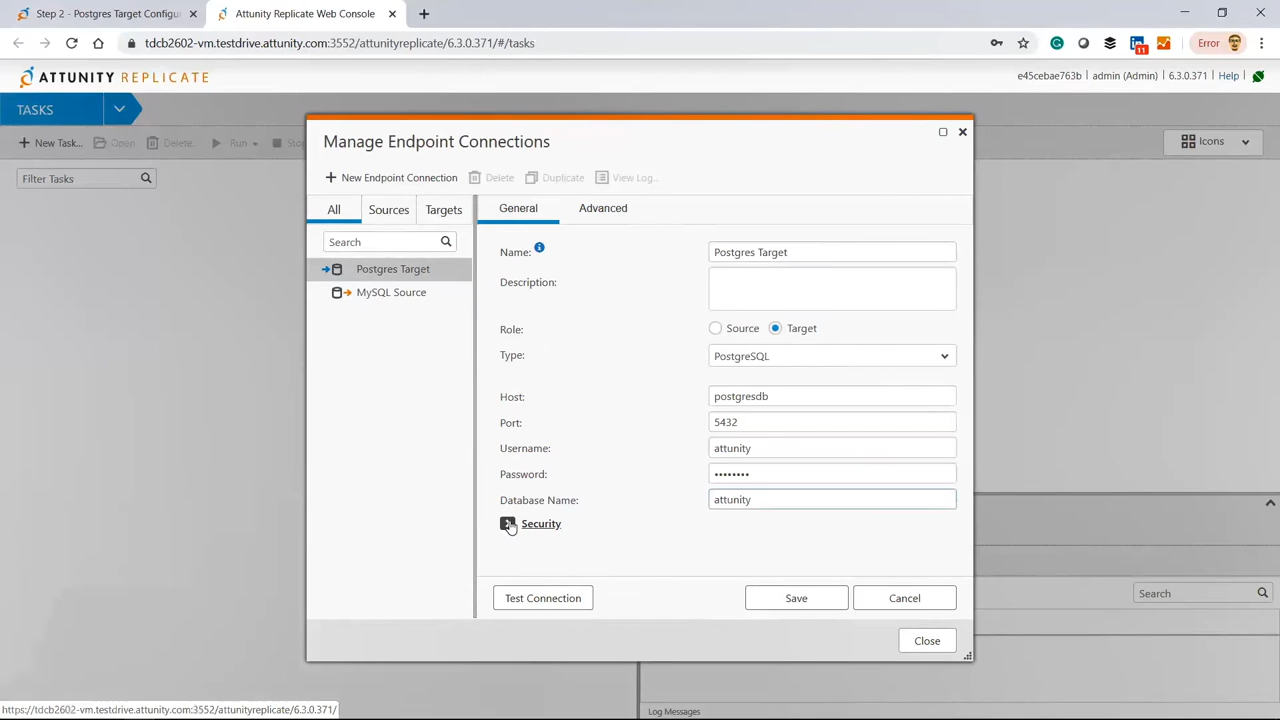 Step 2 - Postgres Target Configur
Attunity Replicate Web Console
tdcb2602-vm.testdrive.attunity.com:3552/attunityreplicate/6.3.0.371/#/tasks
11
Error
ATTUNITY REPLICATE
e45cebae763b admin (Admin) 6.3.0.371 Help
TASKS
New Task... Open Delete Run
Icons
Filter Tasks
Manage Endpoint Connections
New Endpoint Connection Delete Duplicate View Log...
All Sources Targets
General Advanced
Search
Postgres Target
MySQL Source
Name: Postgres Target
Description:
Role: Source Target
Type: PostgreSQL
Host: postgresdb
Port: 5432
Username: attunity
Password: ••••••••
Database Name: attunity
Security
Test Connection Save Cancel
Search
Close
https://tdcb2602-vm.testdrive.attunity.com:3552/attunityreplicate/6.3.0.371/
Log Messages